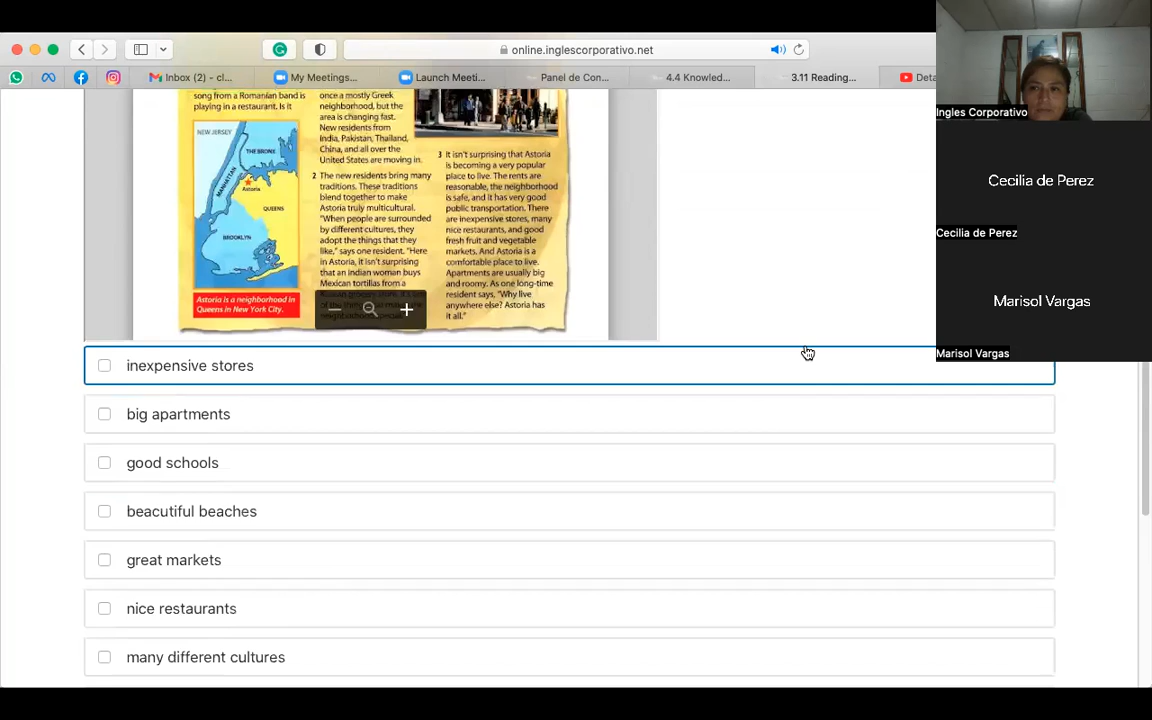 online.inglescorporativo.net
Inbox (2) - cl...
My Meetings...
Launch Meeti...
Panel de Con...
4.4 Knowled...
3.11 Reading...
Deta
Ingles Corporativo
Cecilia de Perez
Cecilia de Perez
Marisol Vargas
Marisol Vargas
song from a Romanian band is
playing in a restaurant. Is it
NEW JERSEY
THE BRONX
MANHATTAN
Astoria
QUEENS
BROOKLYN
Astoria is a neighborhood in
Queens in New York City.
once a mostly Greek
neighborhood, but the
area is changing fast.
New residents from
India, Pakistan, Thailand,
China, and all over the
United States are moving in.
2 The new residents bring many
traditions. These traditions
blend together to make
Astoria truly multicultural.
"When people are surrounded
by different cultures, they
adopt the things that they
like," says one resident. "Here
in Astoria, it isn't surprising
that an Indian woman buys
Mexican tortillas from a
3 It isn't surprising that Astoria
is becoming a very popular
place to live. The rents are
reasonable, the neighborhood
is safe, and it has very good
public transportation. There
are inexpensive stores, many
nice restaurants, and good
fresh fruit and vegetable
markets. And Astoria is a
comfortable place to live.
Apartments are usually big
and roomy. As one long-time
resident says, "Why live
anywhere else? Astoria has
it all."
inexpensive stores
big apartments
good schools
beacutiful beaches
great markets
nice restaurants
many different cultures